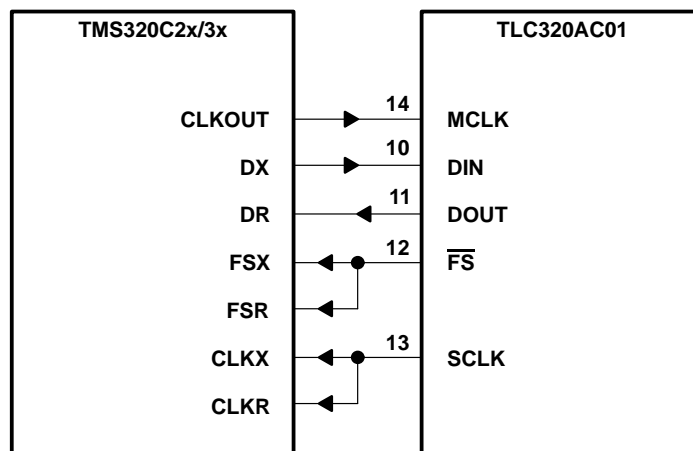 TMS320C2x/3x TLC320AC01
CLKOUT 14 MCLK
DX 10 DIN
DR 11 DOUT
FSX 12 F̅S̅
FSR
CLKX 13 SCLK
CLKR